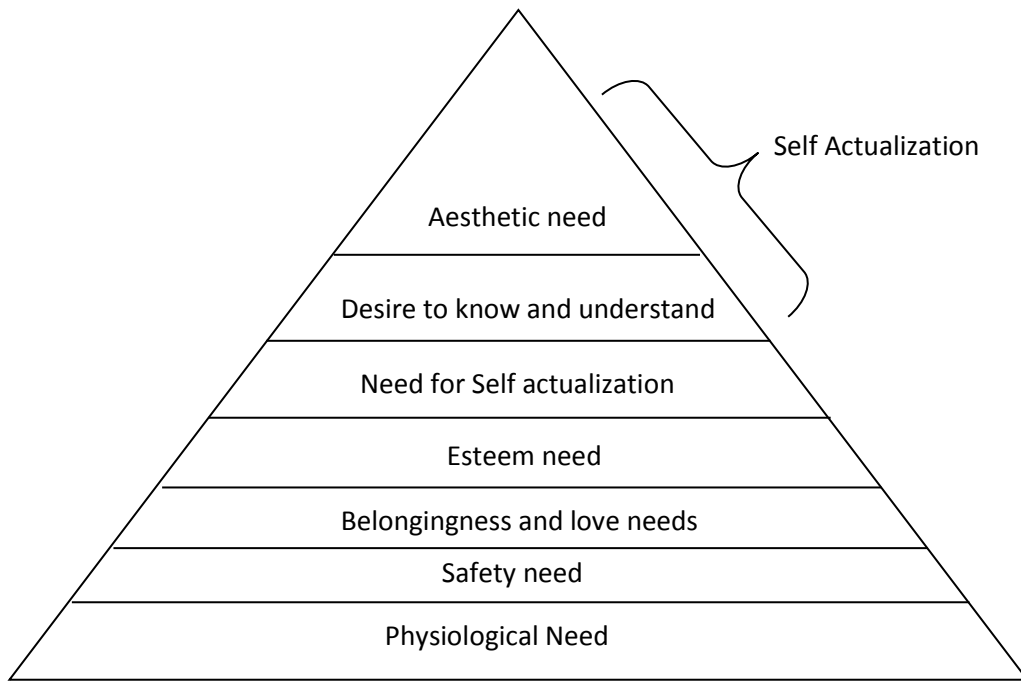 Self Actualization
Aesthetic need
Desire to know and understand
Need for Self actualization
Esteem need
Belongingness and love needs
Safety need
Physiological Need